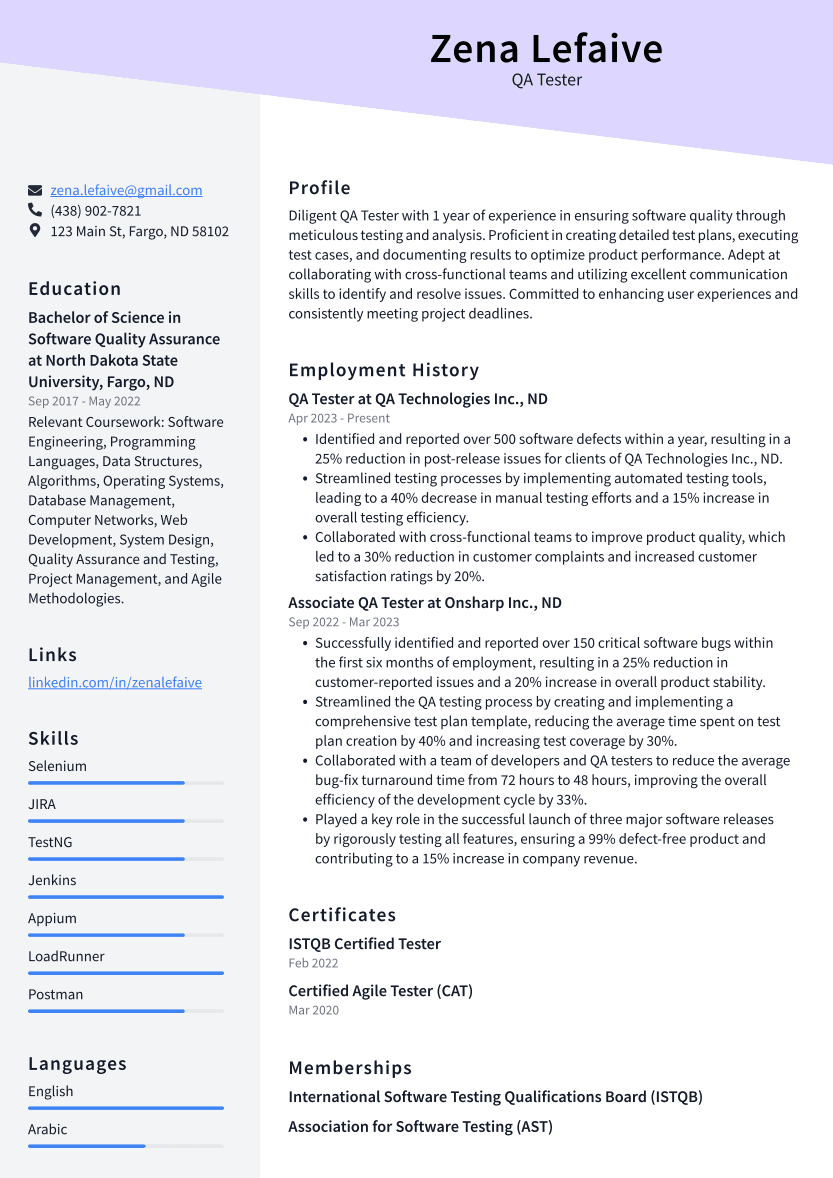 Zena Lefaive
QA Tester
zena.lefaive@gmail.com
(438) 902-7821
123 Main St, Fargo, ND 58102
Education
Bachelor of Science in
Software Quality Assurance
at North Dakota State
University, Fargo, ND
Sep 2017 - May 2022
Relevant Coursework: Software
Engineering, Programming
Languages, Data Structures,
Algorithms, Operating Systems,
Database Management,
Computer Networks, Web
Development, System Design,
Quality Assurance and Testing,
Project Management, and Agile
Methodologies.
Links
linkedin.com/in/zenalefaive
Skills
Selenium
JIRA
TestNG
Jenkins
Appium
LoadRunner
Postman
Languages
English
Arabic
Profile
Diligent QA Tester with 1 year of experience in ensuring software quality through
meticulous testing and analysis. Proficient in creating detailed test plans, executing
test cases, and documenting results to optimize product performance. Adept at
collaborating with cross-functional teams and utilizing excellent communication
skills to identify and resolve issues. Committed to enhancing user experiences and
consistently meeting project deadlines.
Employment History
QA Tester at QA Technologies Inc., ND
Apr 2023 - Present
• Identified and reported over 500 software defects within a year, resulting in a
25% reduction in post-release issues for clients of QA Technologies Inc., ND.
• Streamlined testing processes by implementing automated testing tools,
leading to a 40% decrease in manual testing efforts and a 15% increase in
overall testing efficiency.
• Collaborated with cross-functional teams to improve product quality, which
led to a 30% reduction in customer complaints and increased customer
satisfaction ratings by 20%.
Associate QA Tester at Onsharp Inc., ND
Sep 2022 - Mar 2023
• Successfully identified and reported over 150 critical software bugs within
the first six months of employment, resulting in a 25% reduction in
customer-reported issues and a 20% increase in overall product stability.
• Streamlined the QA testing process by creating and implementing a
comprehensive test plan template, reducing the average time spent on test
plan creation by 40% and increasing test coverage by 30%.
• Collaborated with a team of developers and QA testers to reduce the average
bug-fix turnaround time from 72 hours to 48 hours, improving the overall
efficiency of the development cycle by 33%.
• Played a key role in the successful launch of three major software releases
by rigorously testing all features, ensuring a 99% defect-free product and
contributing to a 15% increase in company revenue.
Certificates
ISTQB Certified Tester
Feb 2022
Certified Agile Tester (CAT)
Mar 2020
Memberships
International Software Testing Qualifications Board (ISTQB)
Association for Software Testing (AST)